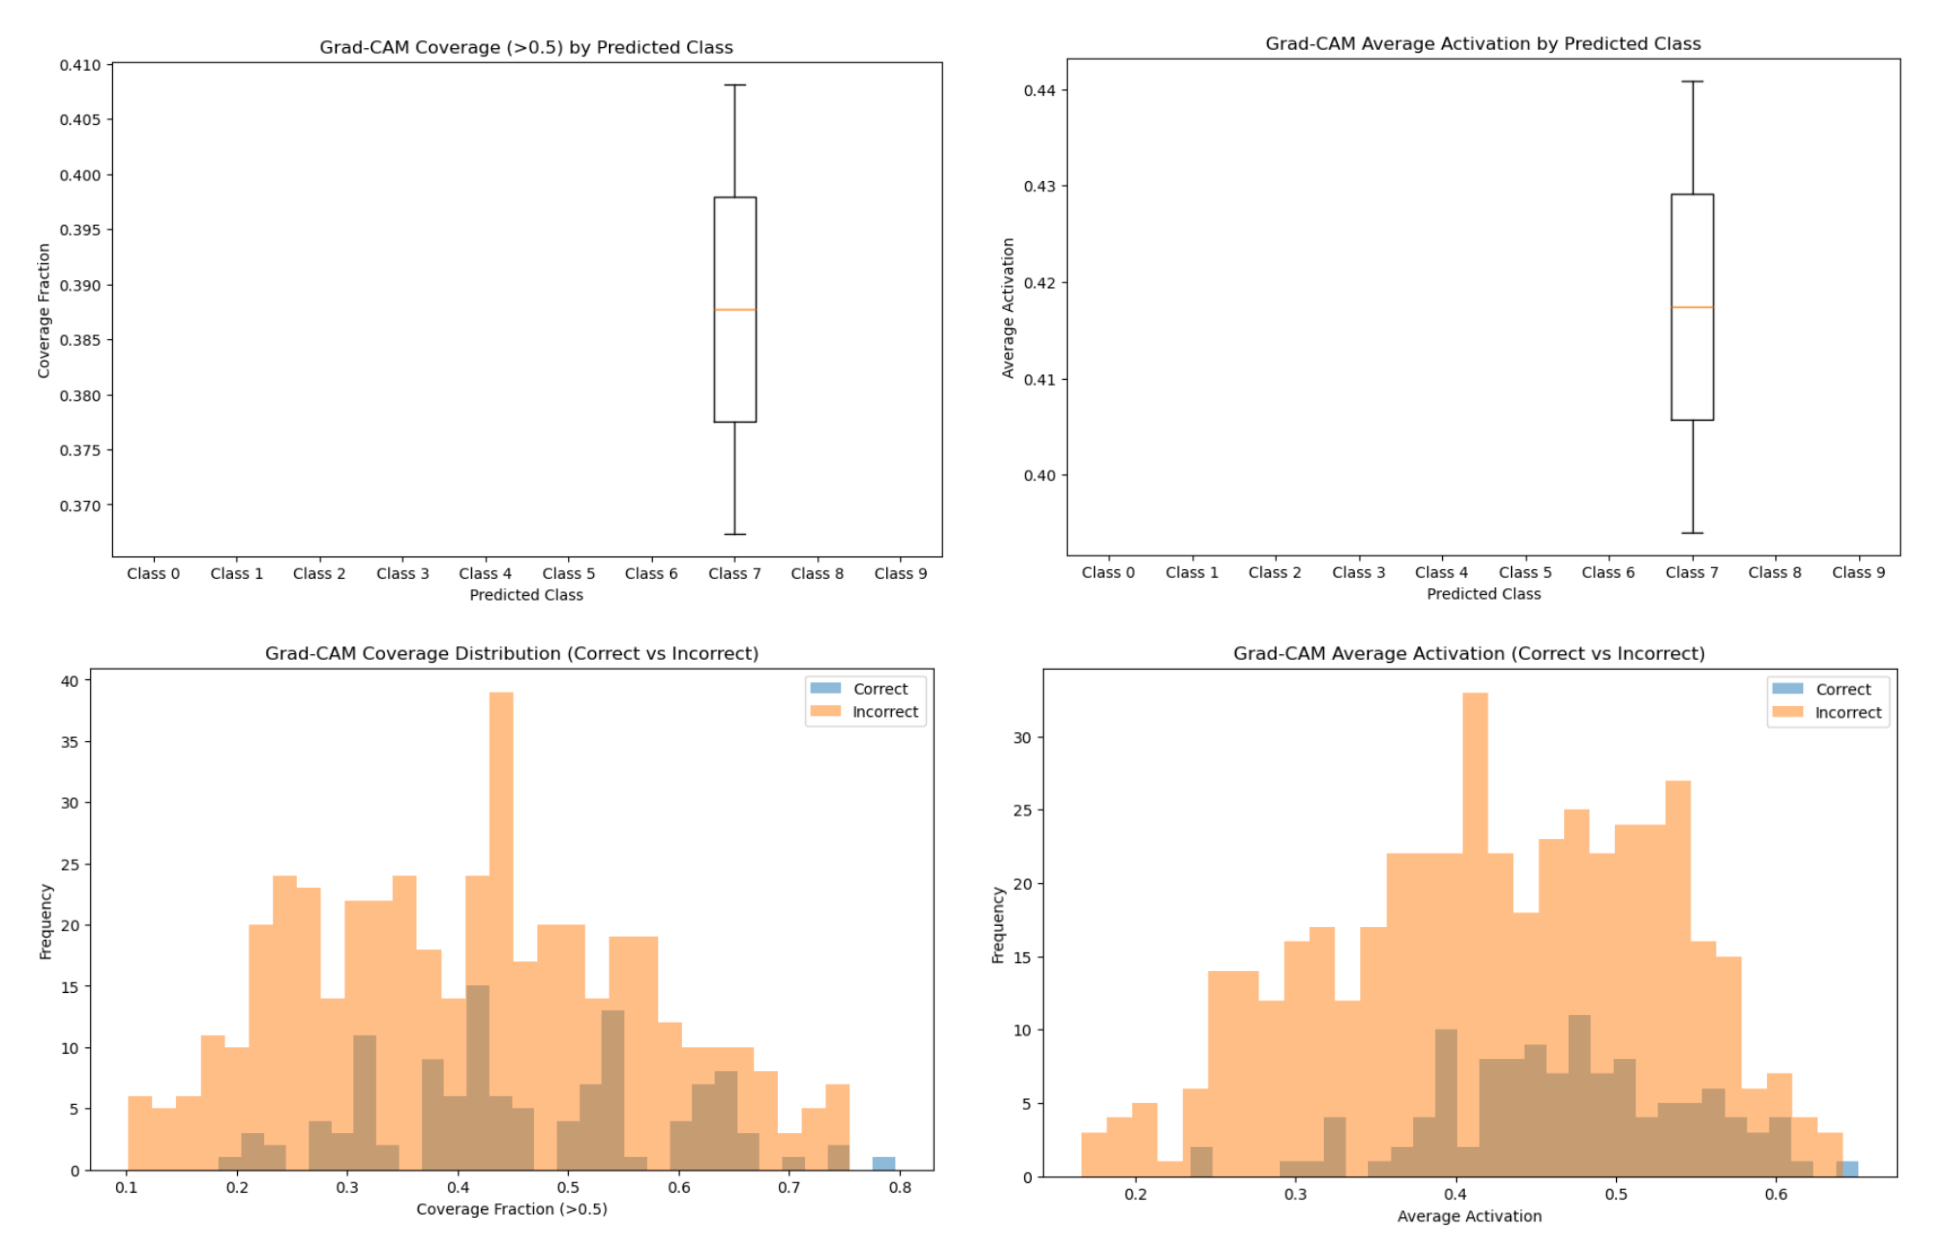 Grad-CAM Coverage (>0.5) by Predicted Class
0.410
0.405
0.400
0.395
0.390
0.385
0.380
0.375
0.370
Coverage Fraction
Class 0 Class 1 Class 2 Class 3 Class 4 Class 5 Class 6 Class 7 Class 8 Class 9
Predicted Class
Grad-CAM Average Activation by Predicted Class
0.44
0.43
0.42
0.41
0.40
Average Activation
Class 0 Class 1 Class 2 Class 3 Class 4 Class 5 Class 6 Class 7 Class 8 Class 9
Predicted Class
Grad-CAM Coverage Distribution (Correct vs Incorrect)
Correct
Incorrect
40
35
30
25
20
15
10
5
0
Frequency
0.1 0.2 0.3 0.4 0.5 0.6 0.7 0.8
Coverage Fraction (>0.5)
Grad-CAM Average Activation (Correct vs Incorrect)
Correct
Incorrect
30
25
20
15
10
5
0
Frequency
0.2 0.3 0.4 0.5 0.6
Average Activation